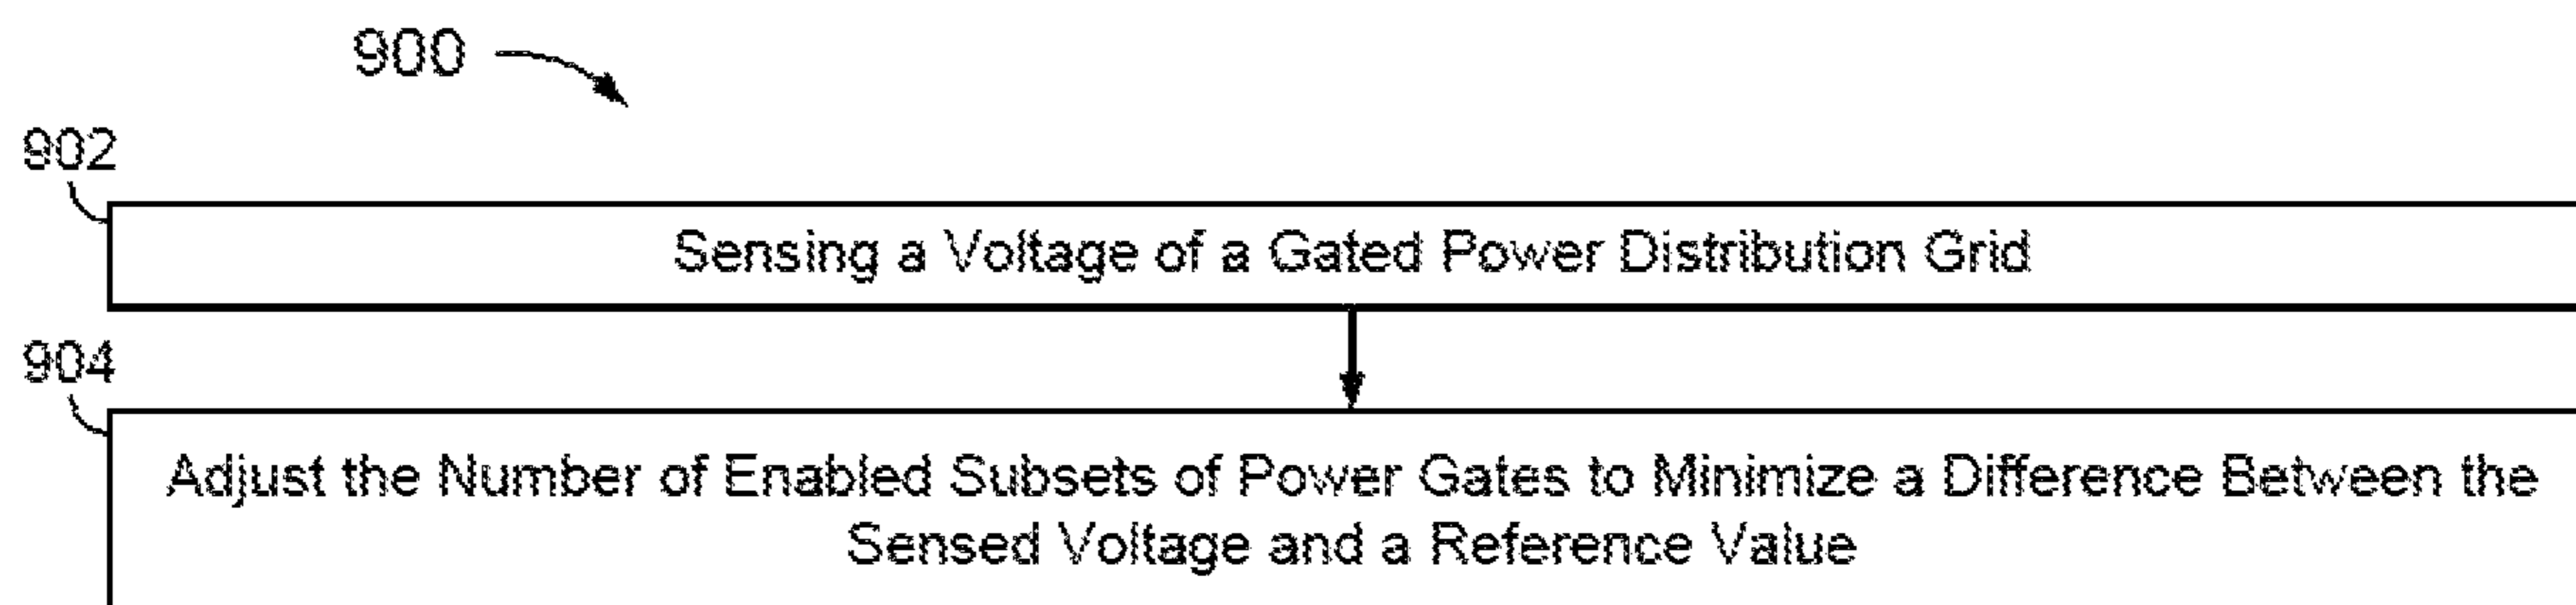 900
902
Sensing a Voltage of a Gated Power Distribution Grid
904
Adjust the Number of Enabled Subsets of Power Gates to Minimize a Difference Between the
Sensed Voltage and a Reference Value